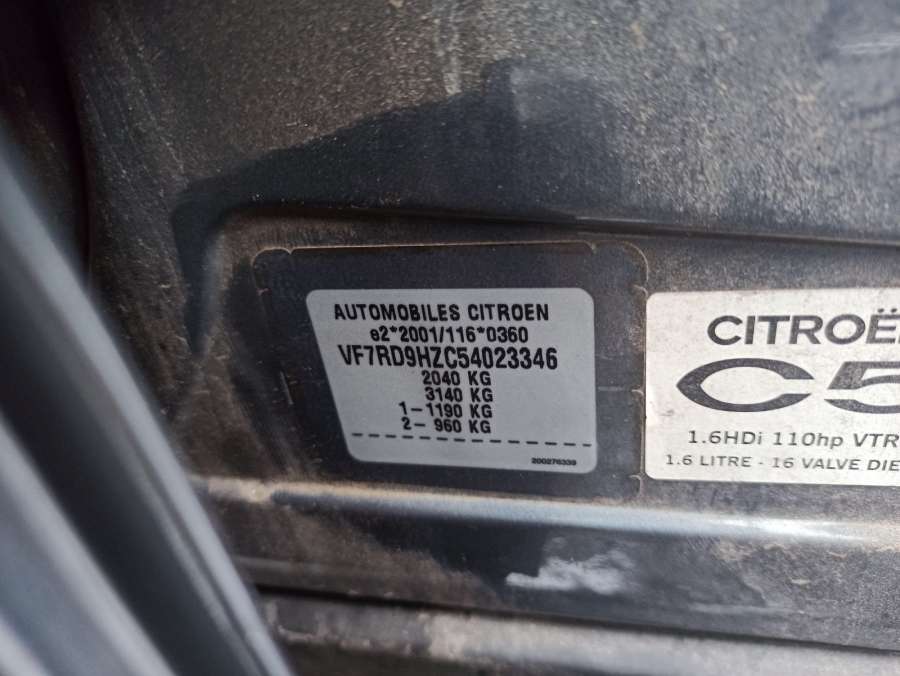 AUTOMOBILES CITROEN
e2*2001/116*0360
VF7RD9HZC54023346
2040 KG
3140 KG
1- 1190 KG
2- 960 KG
200276339
CITROË
C5
1.6HDi 110hp VTR
1.6 LITRE - 16 VALVE DIE